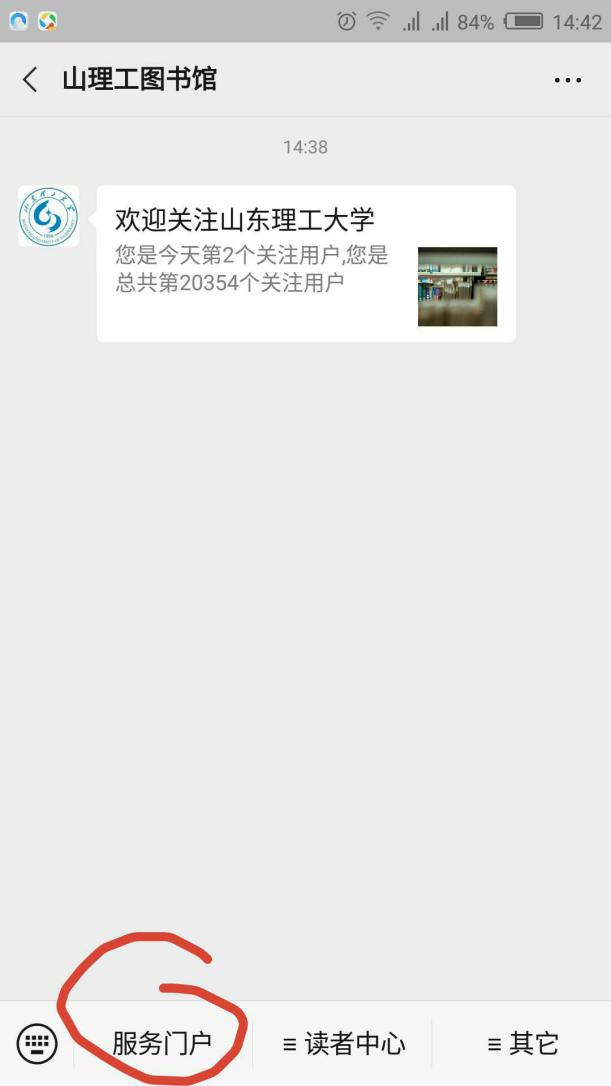 84% 14:42
山理工图书馆
14:38
欢迎关注山东理工大学
您是今天第2个关注用户,您是
总共第20354个关注用户
服务门户
读者中心
其它